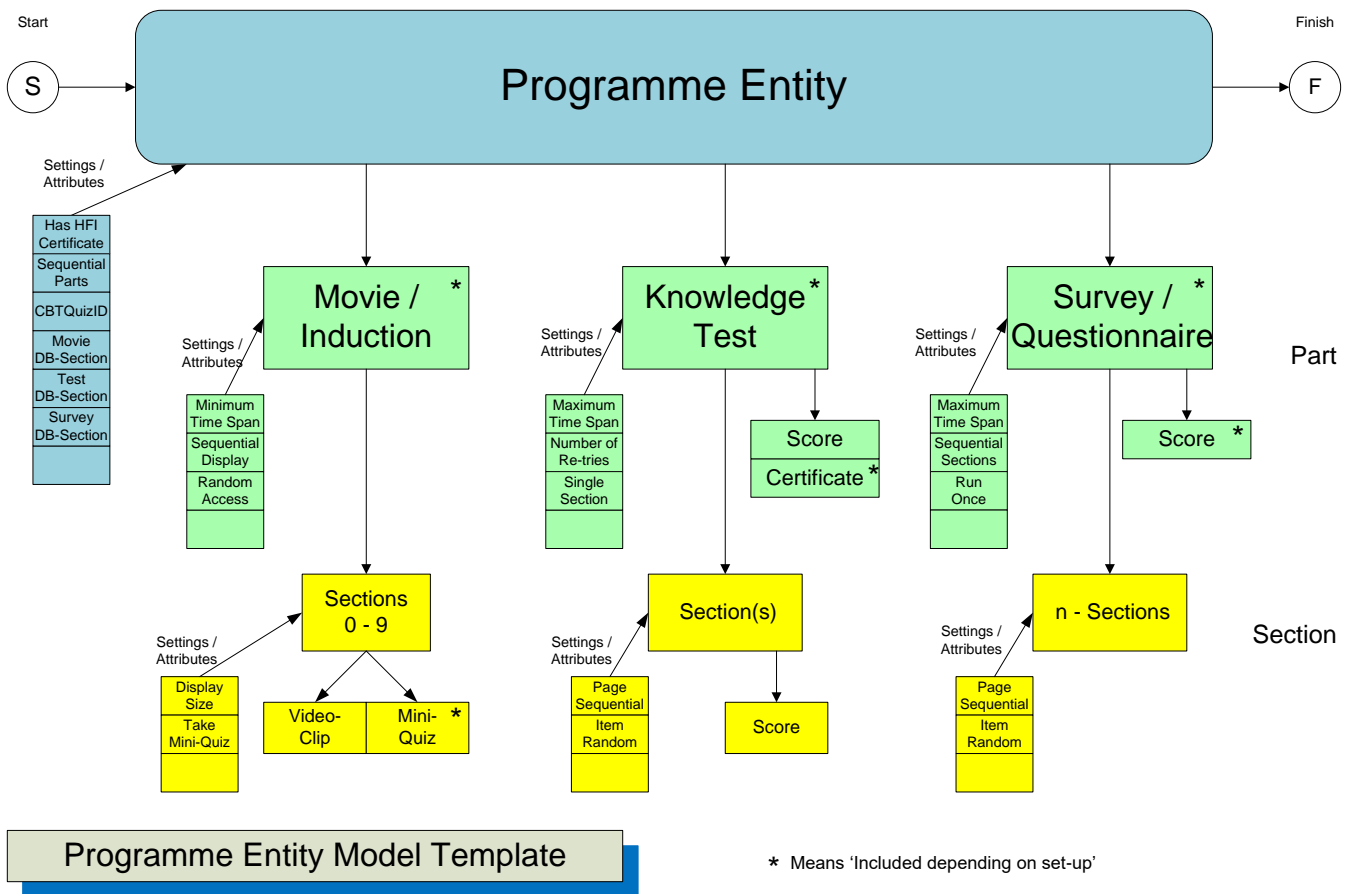 Start
Finish
S
Programme Entity
F
Settings /
Attributes
Has HFI
Certificate
Sequential
Parts
CBTQuizID
Movie
DB-Section
Test
DB-Section
Survey
DB-Section
Movie / *
Induction
Settings /
Attributes
Minimum
Time Span
Sequential
Display
Random
Access
Knowledge *
Test
Settings /
Attributes
Maximum
Time Span
Number of
Re-tries
Single
Section
Score
Certificate *
Survey / *
Questionnaire
Settings /
Attributes
Maximum
Time Span
Sequential
Sections
Run
Once
Score *
Part
Sections
0 - 9
Settings /
Attributes
Display
Size
Take
Mini-Quiz
Video-
Clip
Mini- *
Quiz
Section(s)
Settings /
Attributes
Page
Sequential
Item
Random
Score
n - Sections
Settings /
Attributes
Page
Sequential
Item
Random
Section
Programme Entity Model Template
* Means ‘Included depending on set-up’